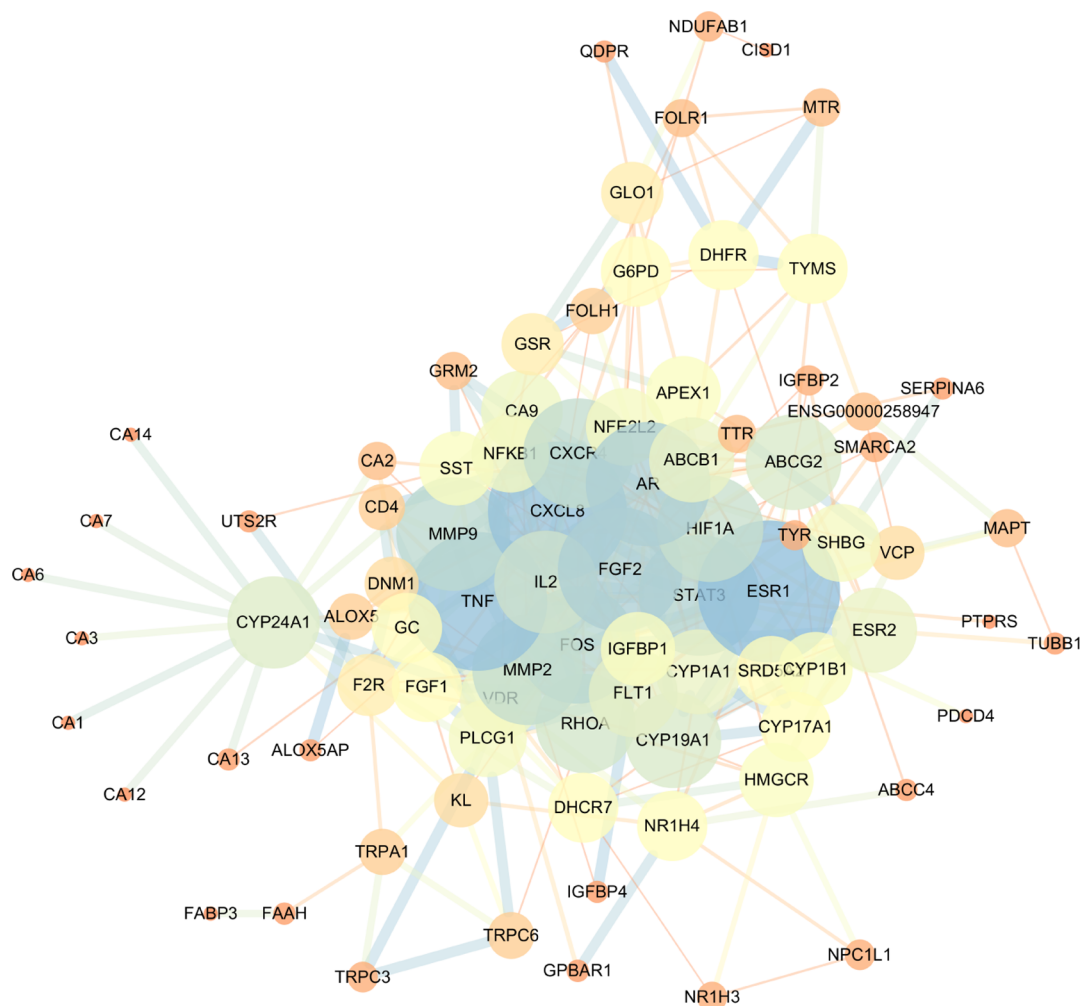 NDUFAB1
QDPR
CISD1
MTR
FOLR1
GLO1
DHFR
TYMS
G6PD
FOLH1
GSR
GRM2
IGFBP2
SERPINA6
APEX1
CA9
ENSG00000258947
NFE2L2
TTR
CA14
SMARCA2
NFKB1
CXCR4
ABCB1
ABCG2
CA2
SST
AR
CD4
CXCL8
CA7
UTS2R
MMP9
HIF1A
TYR
SHBG
MAPT
VCP
FGF2
CA6
DNM1
IL2
ESR1
TNF
STAT3
ALOX5
CYP24A1
GC
ESR2
PTPRS
CA3
FOS
IGFBP1
TUBB1
MMP2
CYP1A1
CYP1B1
F2R
FGF1
FLT1
VDR
PDCD4
CA1
RHOA
CYP17A1
PLCG1
CYP19A1
ALOX5AP
CA13
HMGCR
ABCC4
CA12
KL
DHCR7
NR1H4
TRPA1
IGFBP4
FABP3
FAAH
TRPC6
NPC1L1
GPBAR1
TRPC3
NR1H3